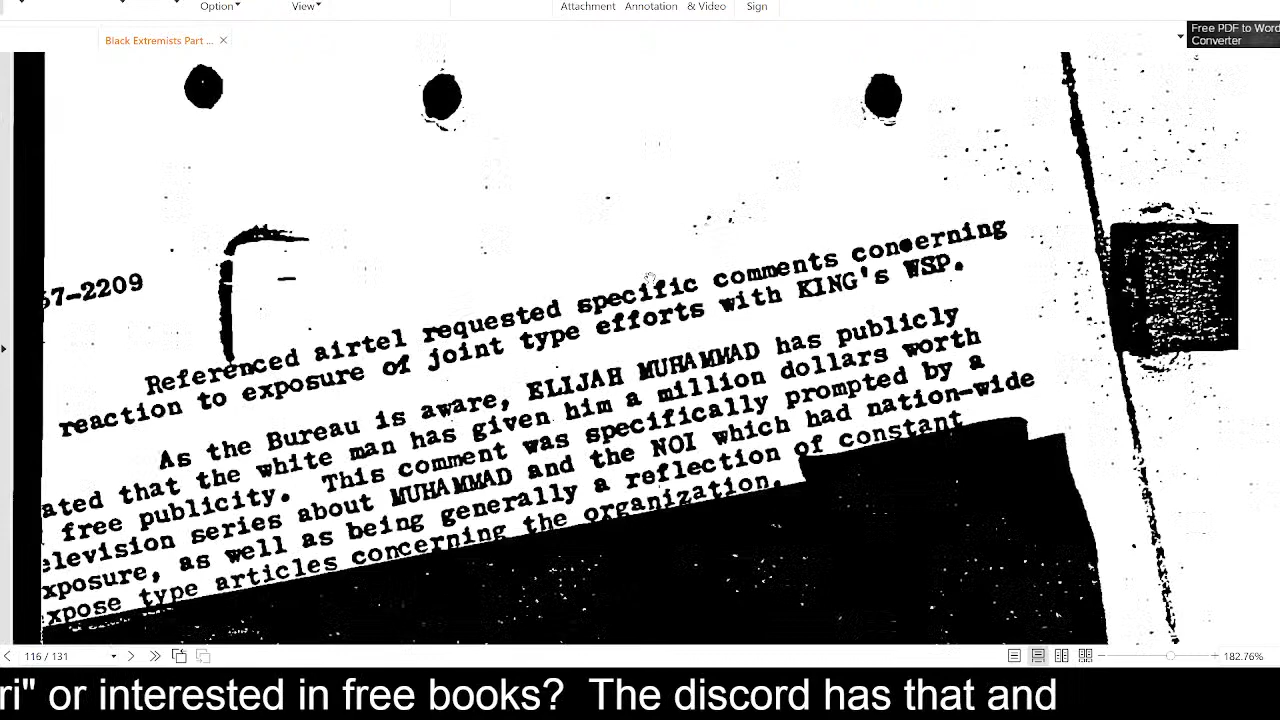 Option
View
Attachment
Annotation
& Video
Sign
Free PDF to Word
Converter
Black Extremists Part ...
57-2209
Referenced airtel requested specific comments concerning
reaction to exposure of joint type efforts with KING's WSP.
As the Bureau is aware, ELIJAH MUHAMMAD has publicly
ated that the white man has given him a million dollars worth
free publicity. This comment was specifically prompted by a
elevision series about MUHAMMAD and the NOI which had nation-wide
xposure, as well as being generally a reflection of constant
xpose type articles concerning the organization.
116 / 131
182.76%
ri" or interested in free books? The discord has that and